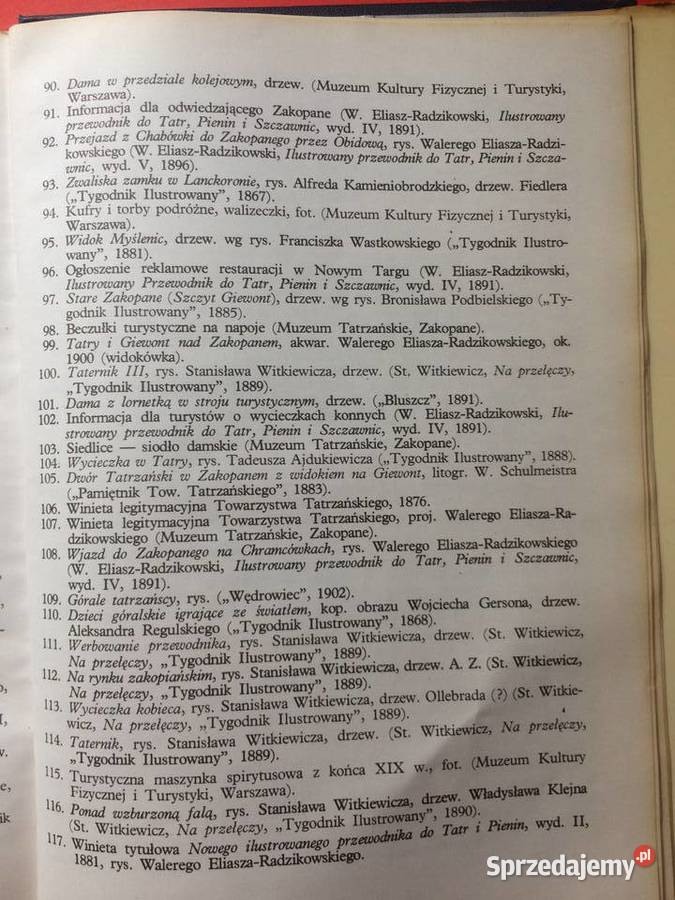 90. Dama w przedziale kolejowym, drzew. (Muzeum Kultury Fizycznej i Turystyki,
Warszawa).
91. Informacja dla odwiedzającego Zakopane (W. Eliasz-Radzikowski, Ilustrowany
przewodnik do Tatr, Pienin i Szczawnic, wyd. IV, 1891).
92. Przejazd z Chabówki do Zakopanego przez Obidową, rys. Walerego Eliasza-Radzi-
kowskiego (W. Eliasz-Radzikowski, Ilustrowany przewodnik do Tatr, Pienin i Szcza-
wnic, wyd. V, 1896).
93. Zwaliska zamku w Lanckoronie, rys. Alfreda Kamieniobrodzkiego, drzew. Fiedlera
(„Tygodnik Ilustrowany”, 1867).
94. Kufry i torby podróżne, walizeczki, fot. (Muzeum Kultury Fizycznej i Turystyki,
Warszawa).
95. Widok Myślenic, drzew. wg rys. Franciszka Wastkowskiego („Tygodnik Ilustro-
wany”, 1881).
96. Ogłoszenie reklamowe restauracji w Nowym Targu (W. Eliasz-Radzikowski,
Ilustrowany Przewodnik do Tatr, Pienin i Szczawnic, wyd. IV, 1891).
97. Stare Zakopane (Szczyt Giewont), drzew. wg rys. Bronisława Podbielskiego („Ty-
godnik Ilustrowany”, 1885).
98. Beczułki turystyczne na napoje (Muzeum Tatrzańskie, Zakopane).
99. Tatry i Giewont nad Zakopanem, akwar. Walerego Eliasza-Radzikowskiego, ok.
1900 (widokówka).
100. Taternik III, rys. Stanisława Witkiewicza, drzew. (St. Witkiewicz, Na przełęczy,
„Tygodnik Ilustrowany”, 1889).
101. Dama z lornetką w stroju turystycznym, drzew. („Bluszcz”, 1891).
102. Informacja dla turystów o wycieczkach konnych (W. Eliasz-Radzikowski, Ilu-
strowany przewodnik do Tatr, Pienin i Szczawnic, wyd. IV, 1891).
103. Siedlice — siodło damskie (Muzeum Tatrzańskie, Zakopane).
104. Wycieczka w Tatry, rys. Tadeusza Ajdukiewicza („Tygodnik Ilustrowany”, 1888).
105. Dwór Tatrzański w Zakopanem z widokiem na Giewont, litogr. W. Schulmeistra
(„Pamiętnik Tow. Tatrzańskiego”, 1883).
106. Winieta legitymacyjna Towarzystwa Tatrzańskiego, 1876.
107. Winieta legitymacyjna Towarzystwa Tatrzańskiego, proj. Walerego Eliasza-Ra-
dzikowskiego (Muzeum Tatrzańskie, Zakopane).
108. Wjazd do Zakopanego na Chramcówkach, rys. Walerego Eliasza-Radzikowskiego
(W. Eliasz-Radzikowski, Ilustrowany przewodnik do Tatr, Pienin i Szczawnic,
wyd. IV, 1891).
109. Górale tatrzańscy, rys. („Wędrowiec”, 1902).
110. Dzieci góralskie igrające ze światłem, kop. obrazu Wojciecha Gersona, drzew.
Aleksandra Regulskiego („Tygodnik Ilustrowany”, 1868).
111. Werbowanie przewodnika, rys. Stanisława Witkiewicza, drzew. (St. Witkiewicz,
Na przełęczy, „Tygodnik Ilustrowany”, 1889).
112. Na rynku zakopiańskim, rys. Stanisława Witkiewicza, drzew. A. Z. (St. Witkiewicz,
Na przełęczy, „Tygodnik Ilustrowany”, 1889).
113. Wycieczka kobieca, rys. Stanisława Witkiewicza, drzew. Ollebrada (?) (St. Witkie-
wicz, Na przełęczy, „Tygodnik Ilustrowany”, 1889).
114. Taternik, rys. Stanisława Witkiewicza, drzew. (St. Witkiewicz, Na przełęczy,
„Tygodnik Ilustrowany”, 1889).
115. Turystyczna maszynka spirytusowa z końca XIX w., fot. (Muzeum Kultury
Fizycznej i Turystyki, Warszawa).
116. Ponad wzburzoną falą, rys. Stanisława Witkiewicza, drzew. Władysława Klejna
(St. Witkiewicz, Na przełęczy, „Tygodnik Ilustrowany”, 1890).
117. Winieta tytułowa Nowego ilustrowanego przewodnika do Tatr i Pienin, wyd. II,
1881, rys. Walerego Eliasza-Radzikowskiego.
Sprzedajemy.pl